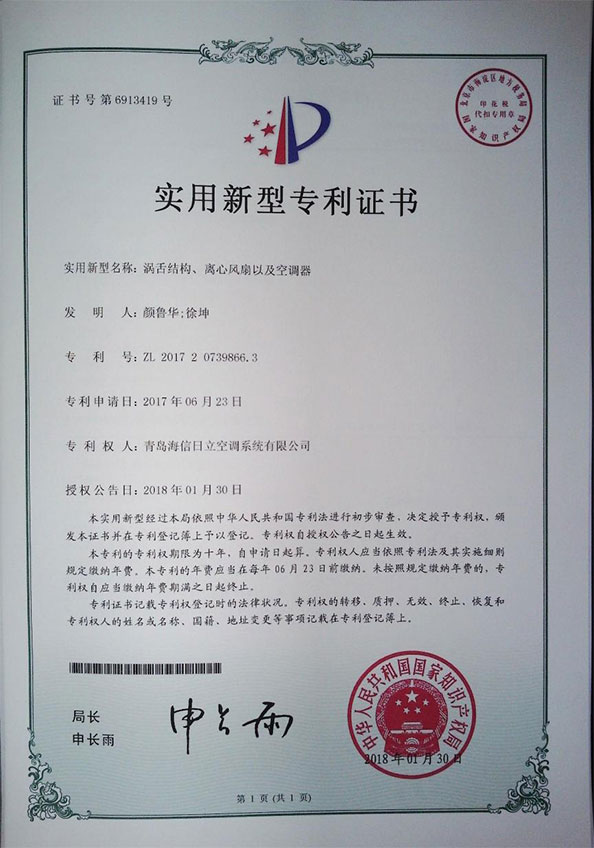 证书号第6913419号
北京市海淀区地方税务局
印花税
代扣专用章
国家知识产权局
实用新型专利证书
实用新型名称：涡舌结构、离心风扇以及空调器
发明人：颜鲁华;徐坤
专利号：ZL 2017 2 0739866.3
专利申请日：2017年06月23日
专利权人：青岛海信日立空调系统有限公司
授权公告日：2018年01月30日
本实用新型经过本局依照中华人民共和国专利法进行初步审查，决定授予专利权，颁
发本证书并在专利登记簿上予以登记。专利权自授权公告之日起生效。
本专利的专利权期限为十年，自申请日起算。专利权人应当依照专利法及其实施细则
规定缴纳年费。本专利的年费应当在每年06月23日前缴纳。未按照规定缴纳年费的，专
利权自应当缴纳年费期满之日起终止。
专利证书记载专利权登记时的法律状况。专利权的转移、质押、无效、终止、恢复和
专利权人的姓名或名称、国籍、地址变更等事项记载在专利登记簿上。
局长
申长雨
申长雨
中华人民共和国国家知识产权局
2018年01月30日
第1页(共1页)